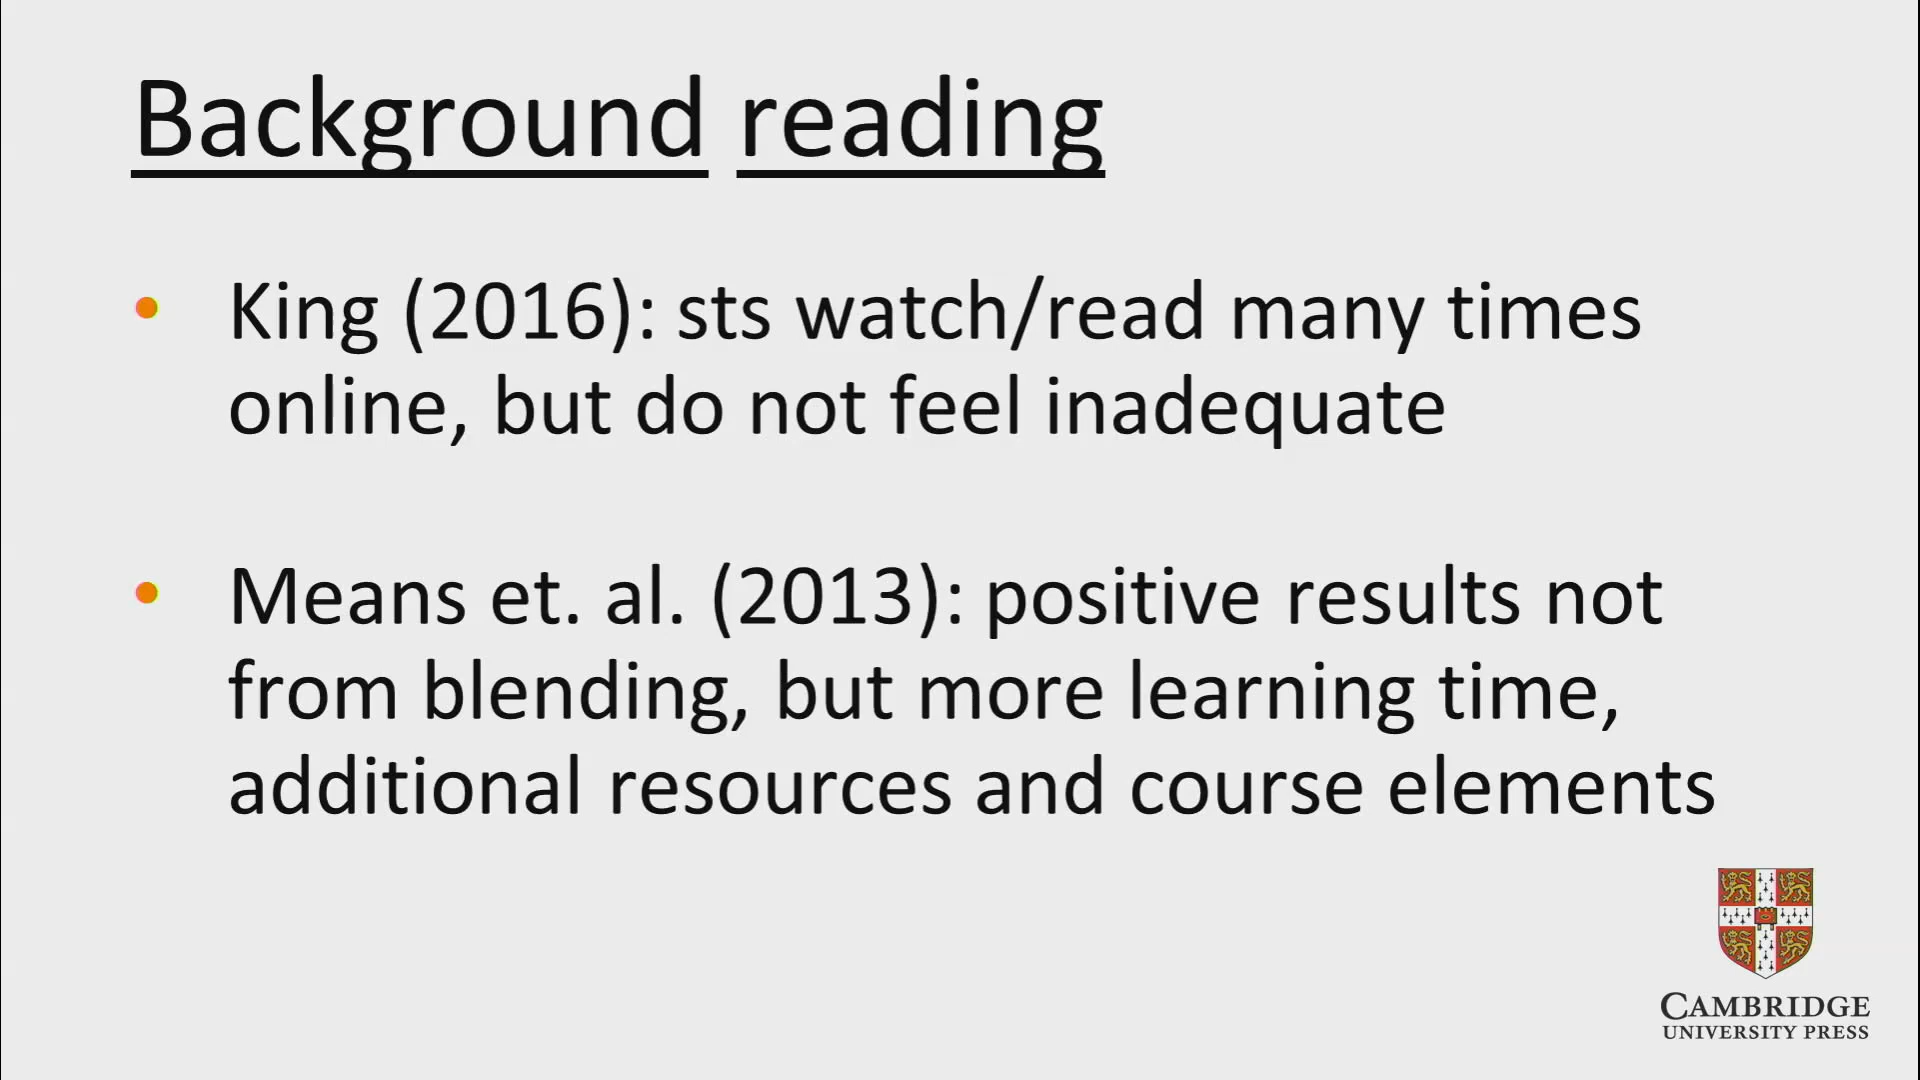 Background reading
• King (2016): sts watch/read many times
online, but do not feel inadequate
• Means et. al. (2013): positive results not
from blending, but more learning time,
additional resources and course elements
CAMBRIDGE
UNIVERSITY PRESS